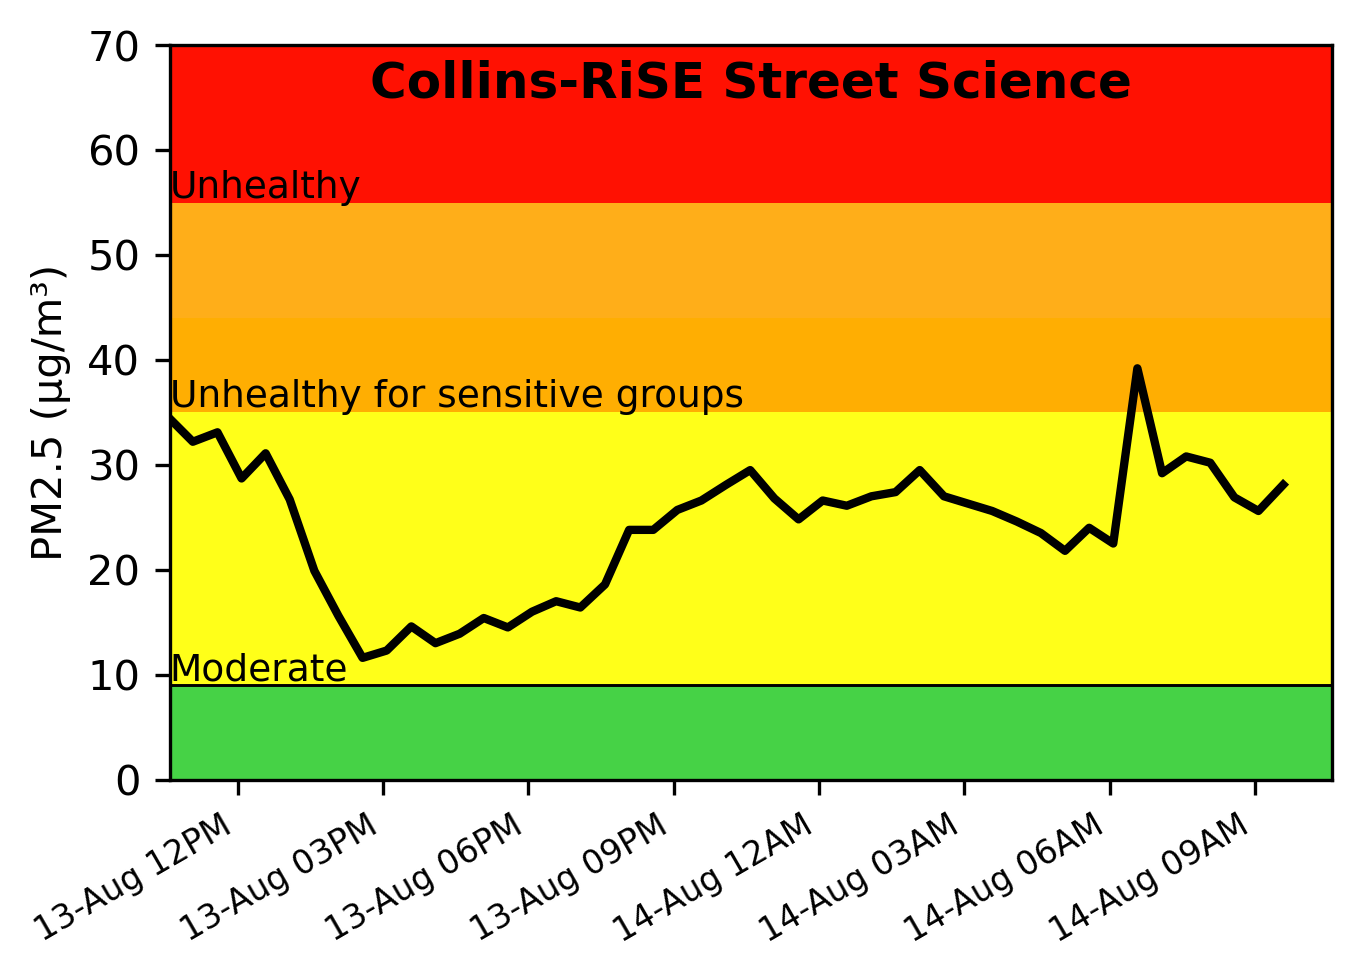 Collins-RiSE Street Science
70
60
Unhealthy
50
40
Unhealthy for sensitive groups
30
20
10
Moderate
0
PM2.5 (μg/m³)
13-Aug 12PM
13-Aug 03PM
13-Aug 06PM
13-Aug 09PM
14-Aug 12AM
14-Aug 03AM
14-Aug 06AM
14-Aug 09AM